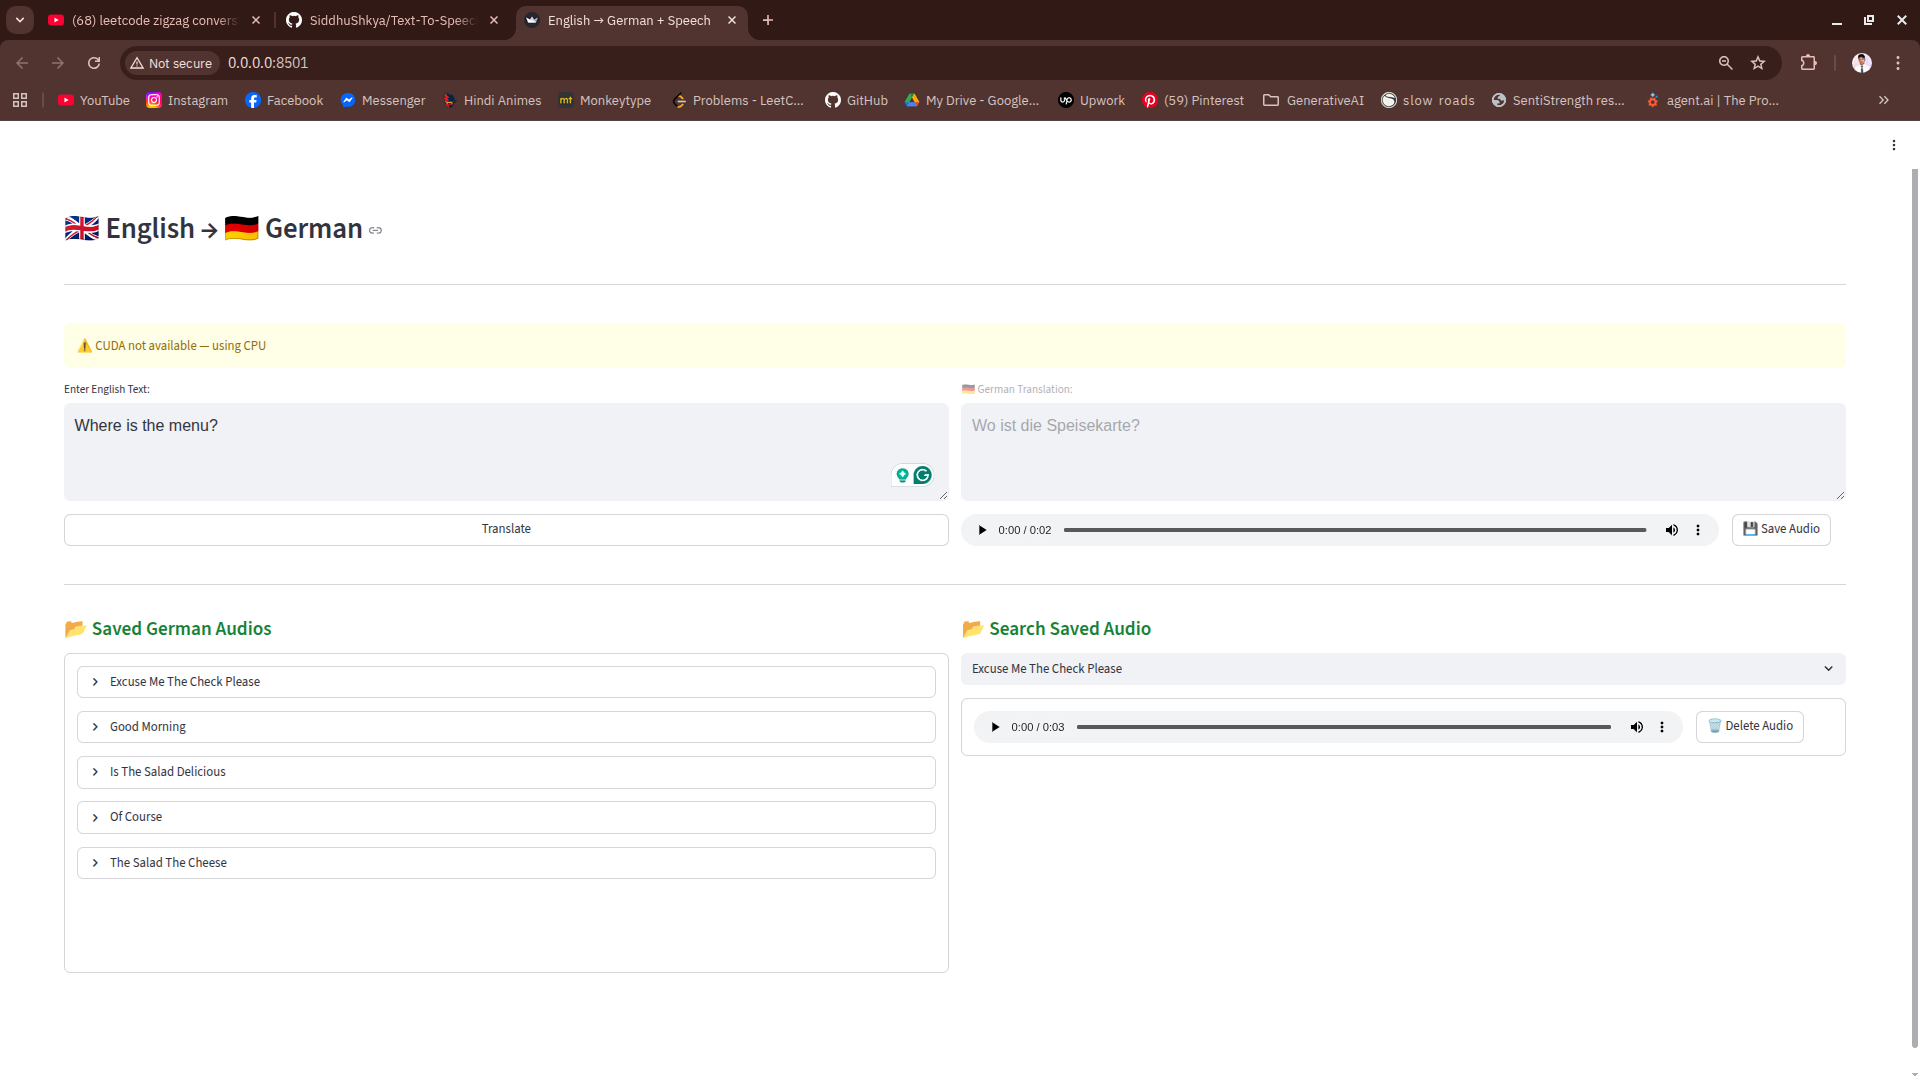 (68) leetcode zigzag convers
SiddhuShkya/Text-To-Speec
English → German + Speech
Not secure
0.0.0.0:8501
YouTube
Instagram
Facebook
Messenger
Hindi Animes
mt Monkeytype
Problems - LeetC...
GitHub
My Drive - Google...
up Upwork
(59) Pinterest
GenerativeAI
slow roads
SentiStrength res...
agent.ai | The Pro...
English → German
CUDA not available — using CPU
Enter English Text:
Where is the menu?
Translate
German Translation:
Wo ist die Speisekarte?
0:00 / 0:02
Save Audio
Saved German Audios
Excuse Me The Check Please
Good Morning
Is The Salad Delicious
Of Course
The Salad The Cheese
Search Saved Audio
Excuse Me The Check Please
0:00 / 0:03
Delete Audio